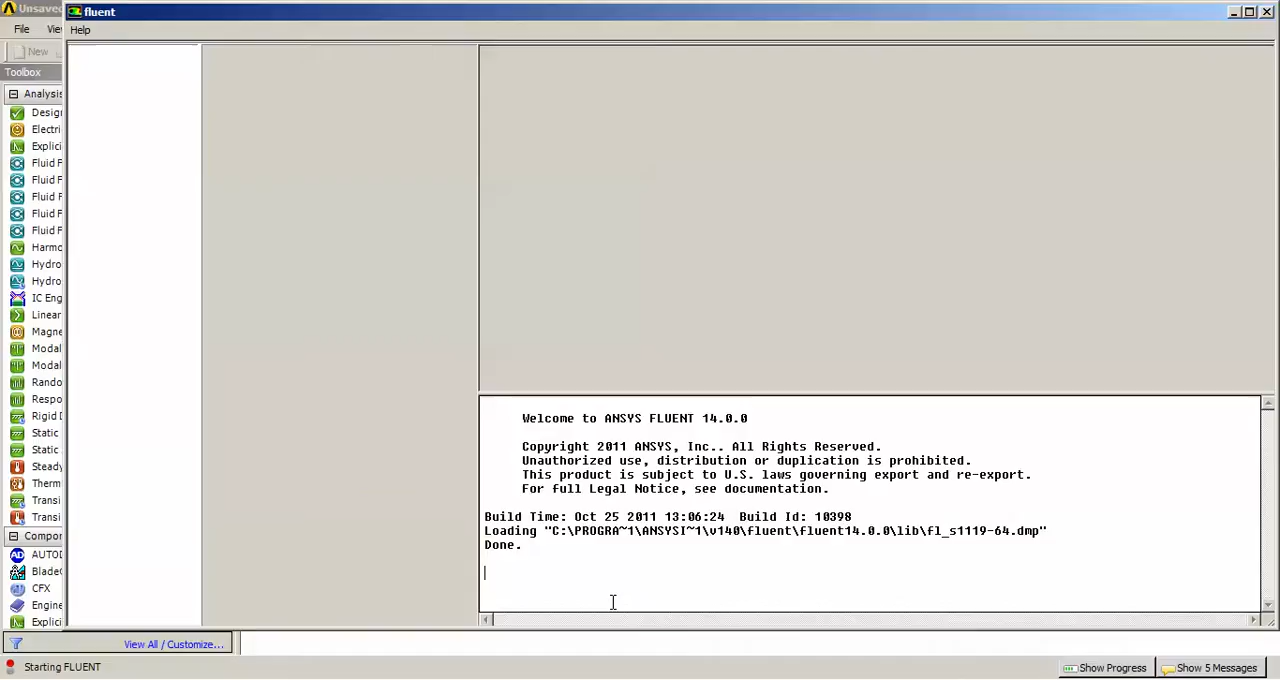 Unsaved
fluent
File
Vie
Help
New
Toolbox
Analysis
Design
Electri
Explici
Fluid F
Fluid F
Fluid F
Fluid F
Fluid F
Harmo
Hydro
Hydro
IC Eng
Linear
Magne
Modal
Modal
Rando
Respo
Rigid D
Static
Static
Steady
Therm
Transi
Transi
Compor
AUTOD
BladeG
CFX
Engine
Explici
Welcome to ANSYS FLUENT 14.0.0
Copyright 2011 ANSYS, Inc.. All Rights Reserved.
Unauthorized use, distribution or duplication is prohibited.
This product is subject to U.S. laws governing export and re-export.
For full Legal Notice, see documentation.
Build Time: Oct 25 2011 13:06:24  Build Id: 10398
Loading "C:\PROGRA~1\ANSYSI~1\v140\fluent\fluent14.0.0\lib\fl_s1119-64.dmp"
Done.
View All / Customize...
Starting FLUENT
Show Progress
Show 5 Messages